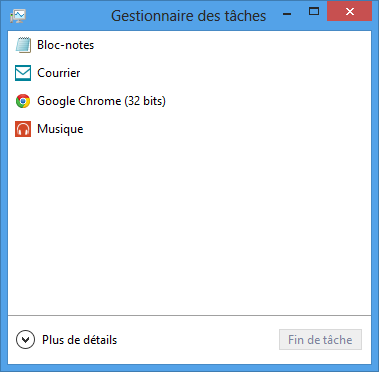 Gestionnaire des tâches
Bloc-notes
Courrier
Google Chrome (32 bits)
Musique
Plus de détails
Fin de tâche